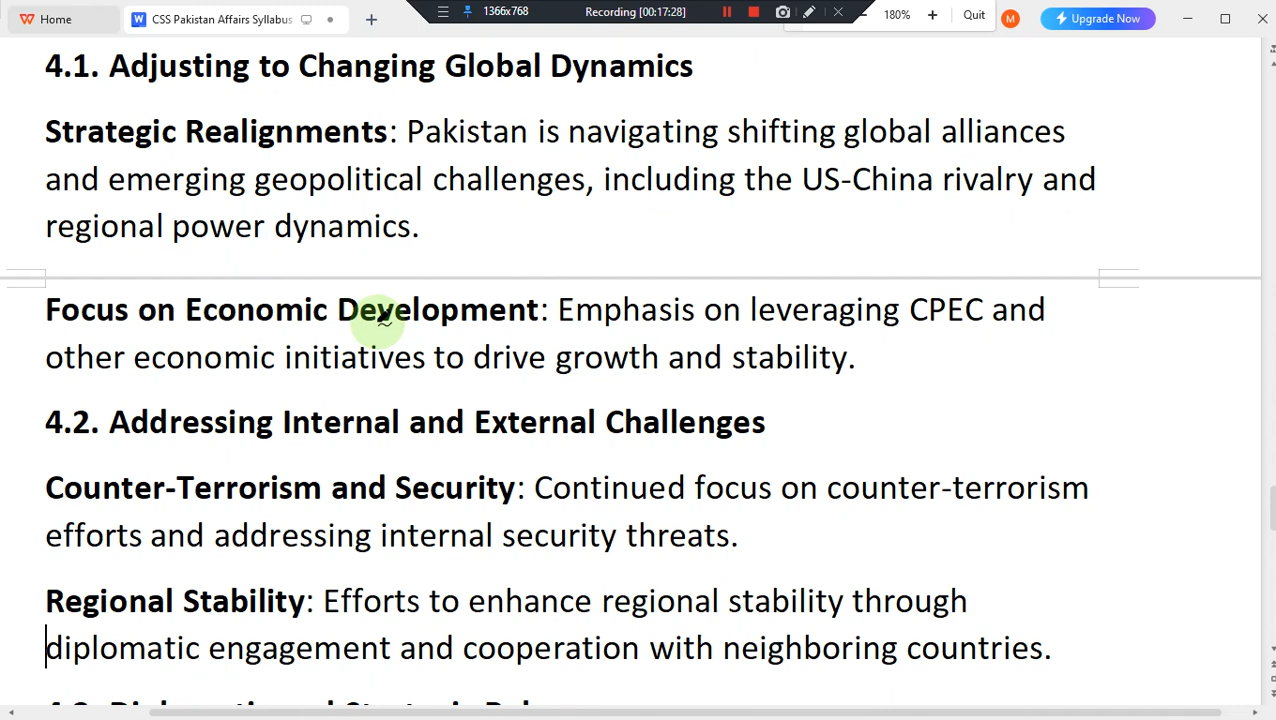 Home
CSS Pakistan Affairs Syllabus
1366x768
Recording [00:17:28]
180%
Quit
M
Upgrade Now
4.1. Adjusting to Changing Global Dynamics
Strategic Realignments: Pakistan is navigating shifting global alliances
and emerging geopolitical challenges, including the US-China rivalry and
regional power dynamics.
Focus on Economic Development: Emphasis on leveraging CPEC and
other economic initiatives to drive growth and stability.
4.2. Addressing Internal and External Challenges
Counter-Terrorism and Security: Continued focus on counter-terrorism
efforts and addressing internal security threats.
Regional Stability: Efforts to enhance regional stability through
diplomatic engagement and cooperation with neighboring countries.